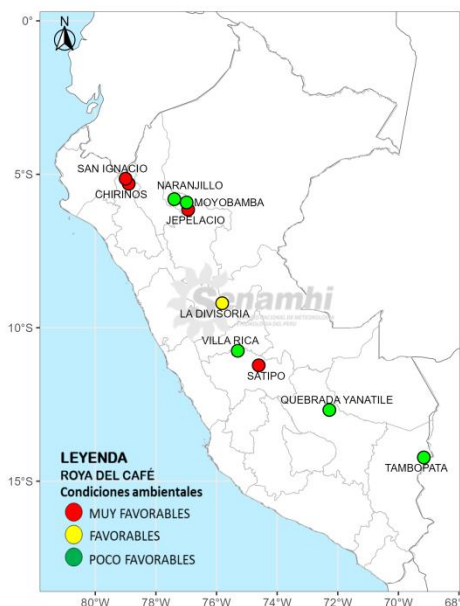 0°
N
SAN IGNACIO
5°S
CHIRINOS
NARANJILLO
MOYOBAMBA
JEPELACIO
Senamhi
LA DIVISORIA
10°S
VILLA RICA
SATIPO
QUEBRADA YANATILE
TAMBOPATA
LEYENDA
ROYA DEL CAFÉ
Condiciones ambientales
MUY FAVORABLES
FAVORABLES
POCO FAVORABLES
15°S
80°W 78°W 76°W 74°W 72°W 70°W 68°W